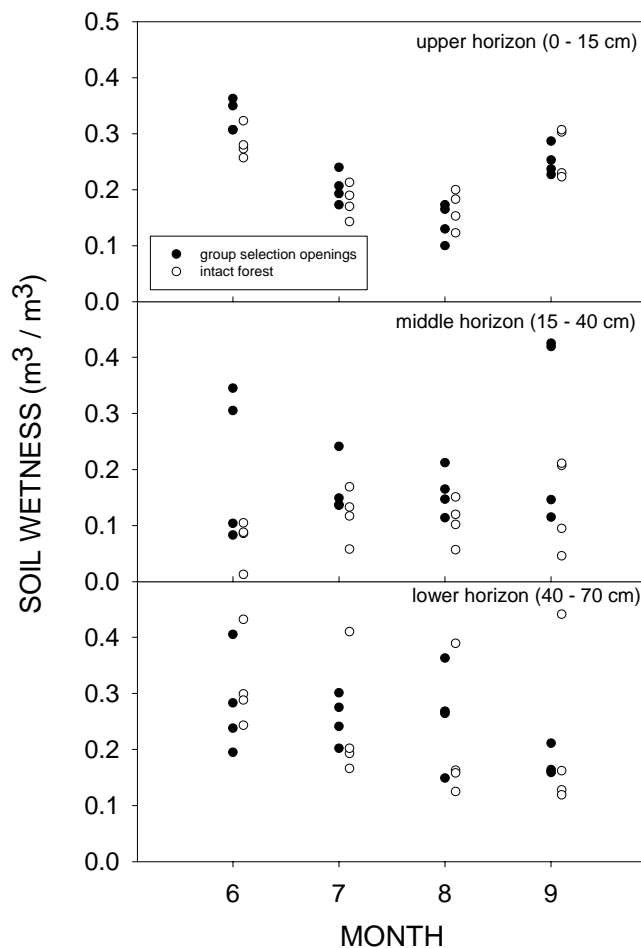 0.5
upper horizon (0 - 15 cm)
0.4
0.3
0.2
0.1
group selection openings
intact forest
0.0
middle horizon (15 - 40 cm)
0.4
0.3
0.2
0.1
0.0
lower horizon (40 - 70 cm)
0.4
0.3
0.2
0.1
0.0
SOIL WETNESS (m³ / m³)
6 7 8 9
MONTH